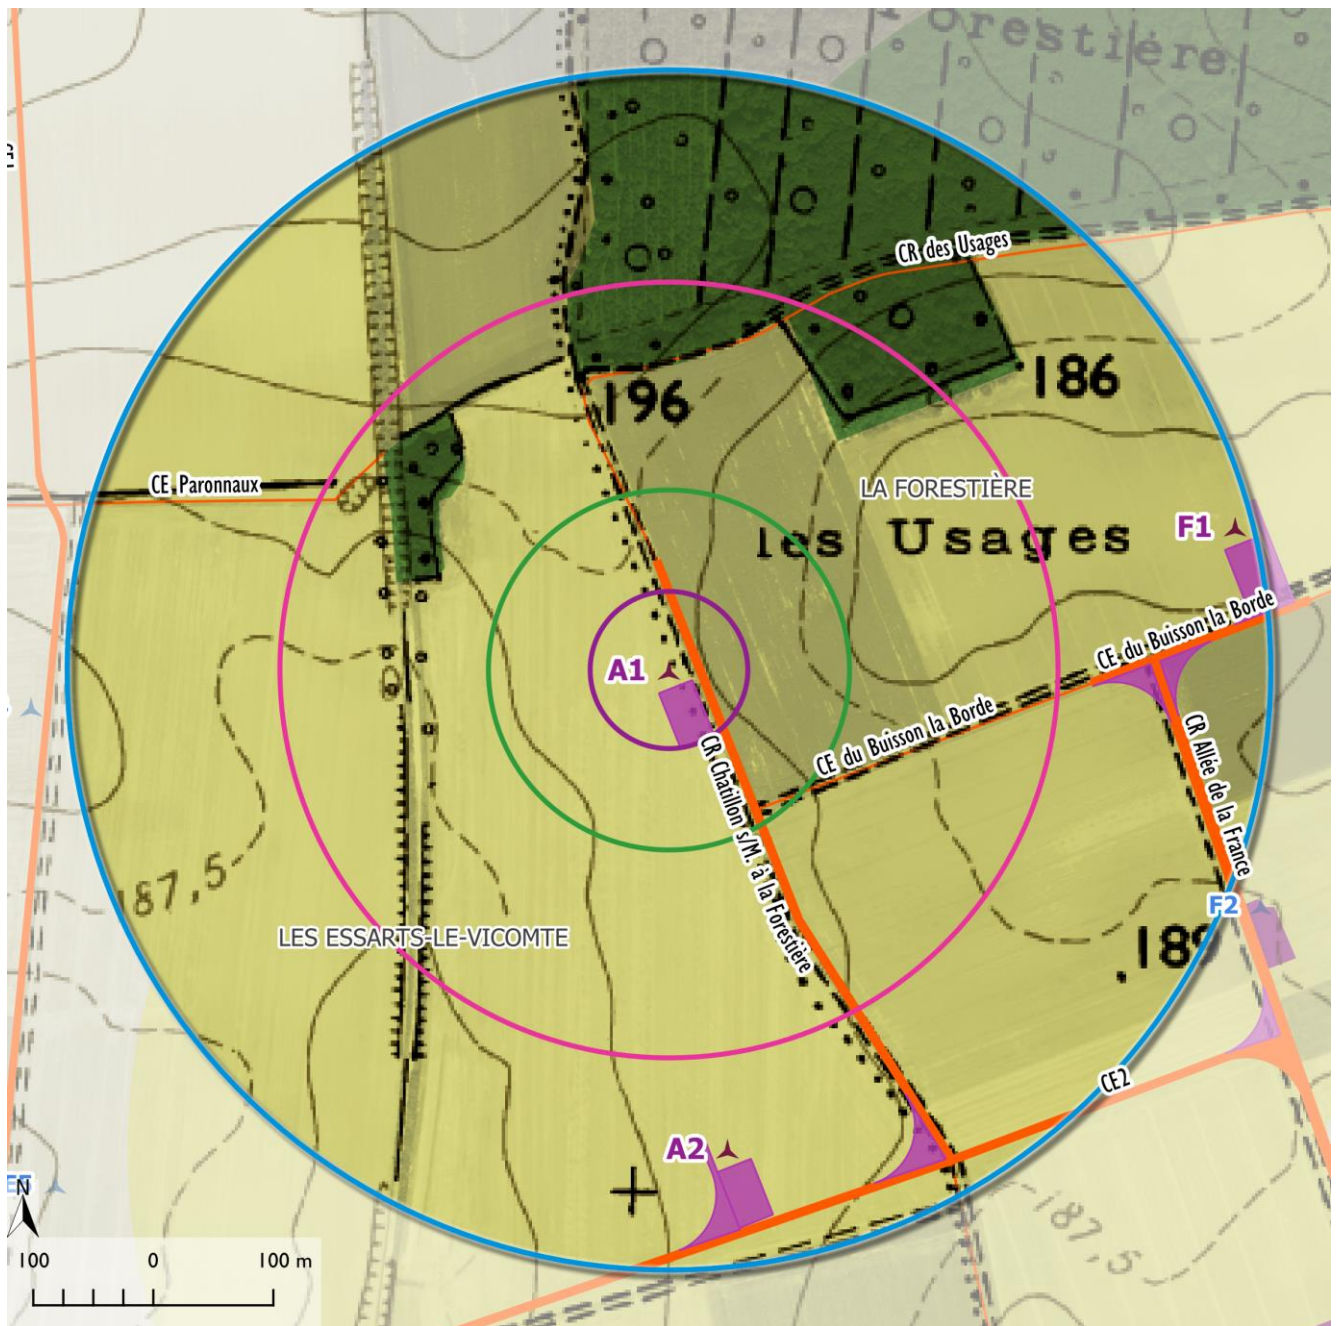 orestière
CR des Usages
196
186
CE Paronnaux
LA FORESTIÈRE
F1
les Usages
CE du Buisson la Borde
A1
CE du Buisson la Borde
CR Chatillon s/M. à la Forestière
CR Allée de la France
187,5
F2
LES ESSARTS-LE-VICOMTE
189
CE2
A2
N
187,5
100 0 100 m